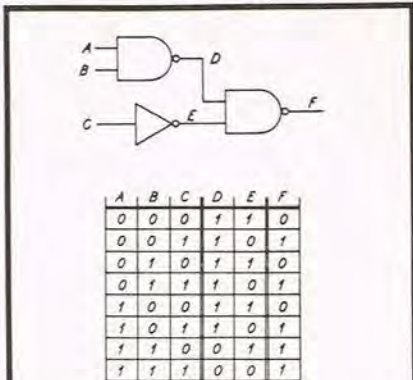 A
B
D
C
E
F
A B C D E F
0 0 0 1 1 0
0 0 1 1 0 1
0 1 0 1 1 0
0 1 1 1 0 1
1 0 0 1 1 0
1 0 1 1 0 1
1 1 0 0 1 1
1 1 1 0 0 1